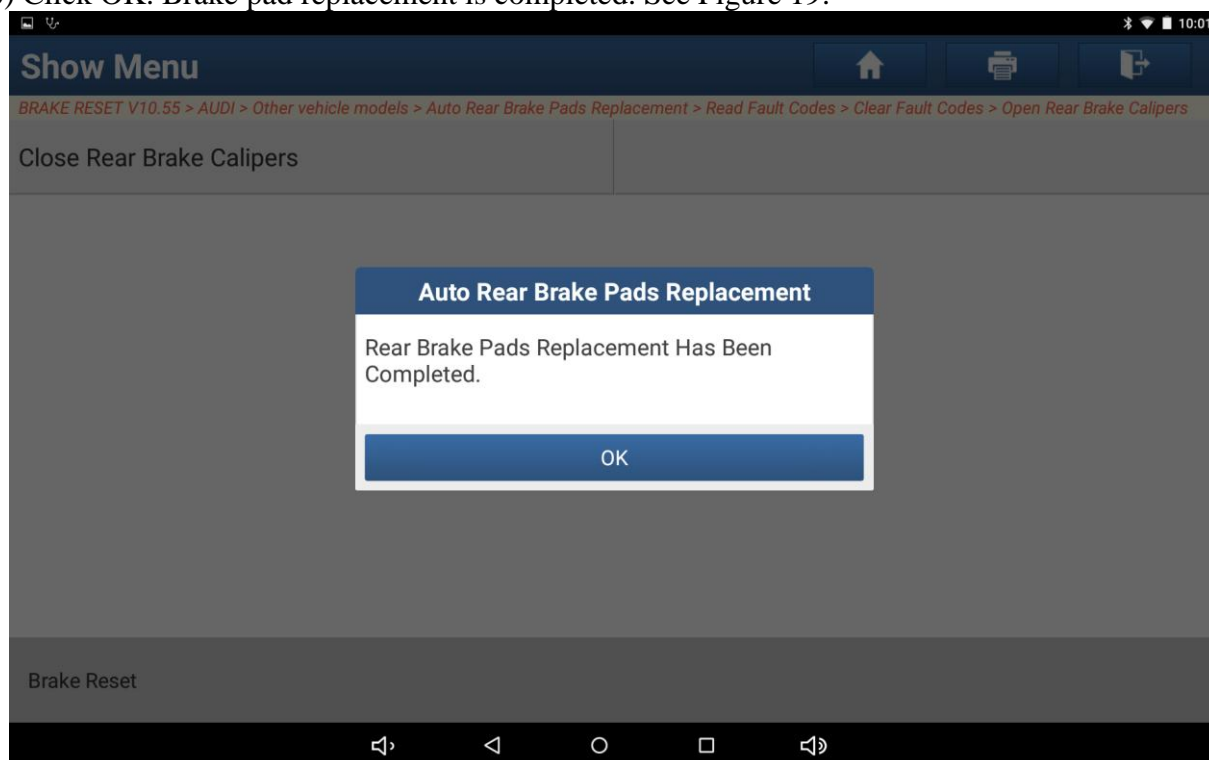 ) Click OK. Brake pad replacement is completed. See Figure 19.
10:01
Show Menu
BRAKE RESET V10.55 > AUDI > Other vehicle models > Auto Rear Brake Pads Replacement > Read Fault Codes > Clear Fault Codes > Open Rear Brake Calipers
Close Rear Brake Calipers
Auto Rear Brake Pads Replacement
Rear Brake Pads Replacement Has Been
Completed.
OK
Brake Reset